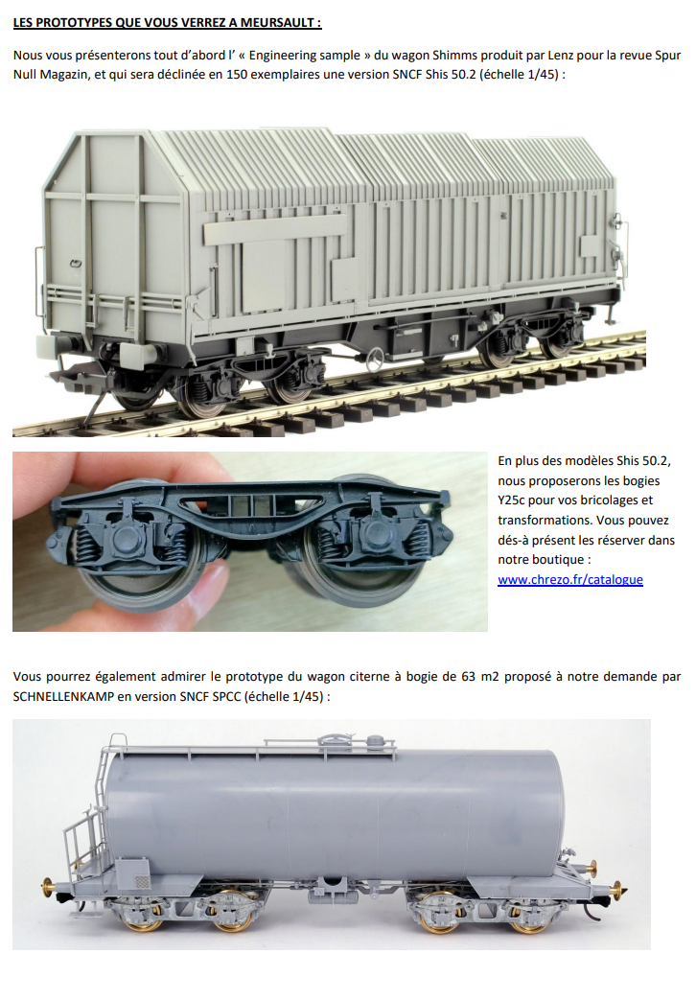 LES PROTOTYPES QUE VOUS VERREZ A MEURSAULT :
Nous vous présenterons tout d’abord l’ « Engineering sample » du wagon Shimms produit par Lenz pour la revue Spur
Null Magazin, et qui sera déclinée en 150 exemplaires une version SNCF Shis 50.2 (échelle 1/45) :
En plus des modèles Shis 50.2,
nous proposerons les bogies
Y25c pour vos bricolages et
transformations. Vous pouvez
dés-à présent les réserver dans
notre boutique :
www.chrezo.fr/catalogue
Vous pourrez également admirer le prototype du wagon citerne à bogie de 63 m2 proposé à notre demande par
SCHNELLENKAMP en version SNCF SPCC (échelle 1/45) :